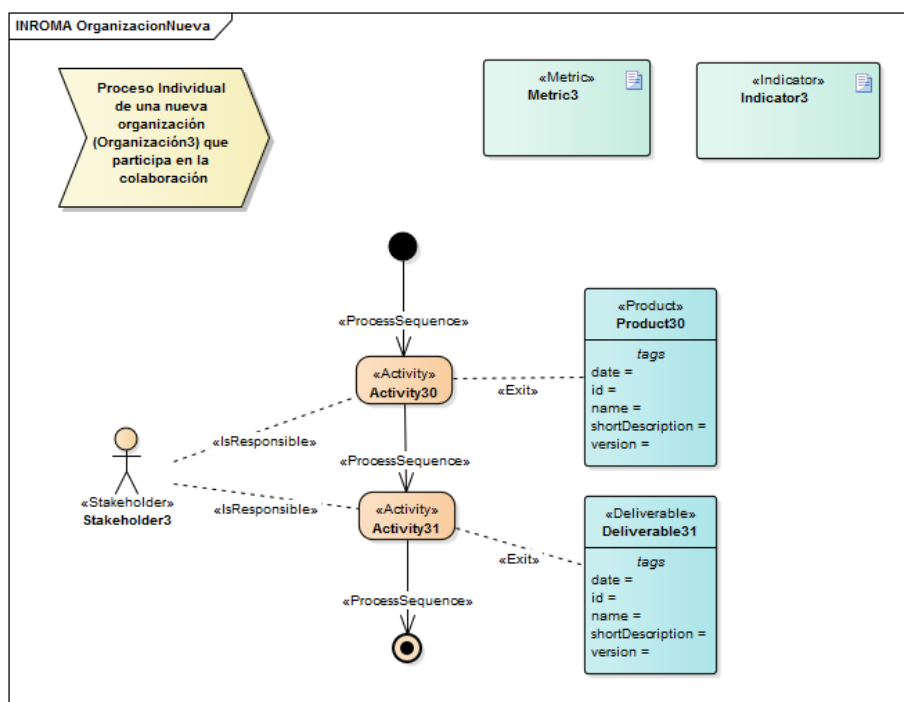 INROMA OrganizacionNueva
Proceso Individual
de una nueva
organización
(Organización3) que
participa en la
colaboración
«Metric»
Metric3
«Indicator»
Indicator3
«ProcessSequence»
«Activity»
Activity30
«Exit»
«Product»
Product30
tags
date =
id =
name =
shortDescription =
version =
«IsResponsible»
«ProcessSequence»
«Stakeholder»
Stakeholder3
«IsResponsible»
«Activity»
Activity31
«Exit»
«Deliverable»
Deliverable31
tags
date =
id =
name =
shortDescription =
version =
«ProcessSequence»